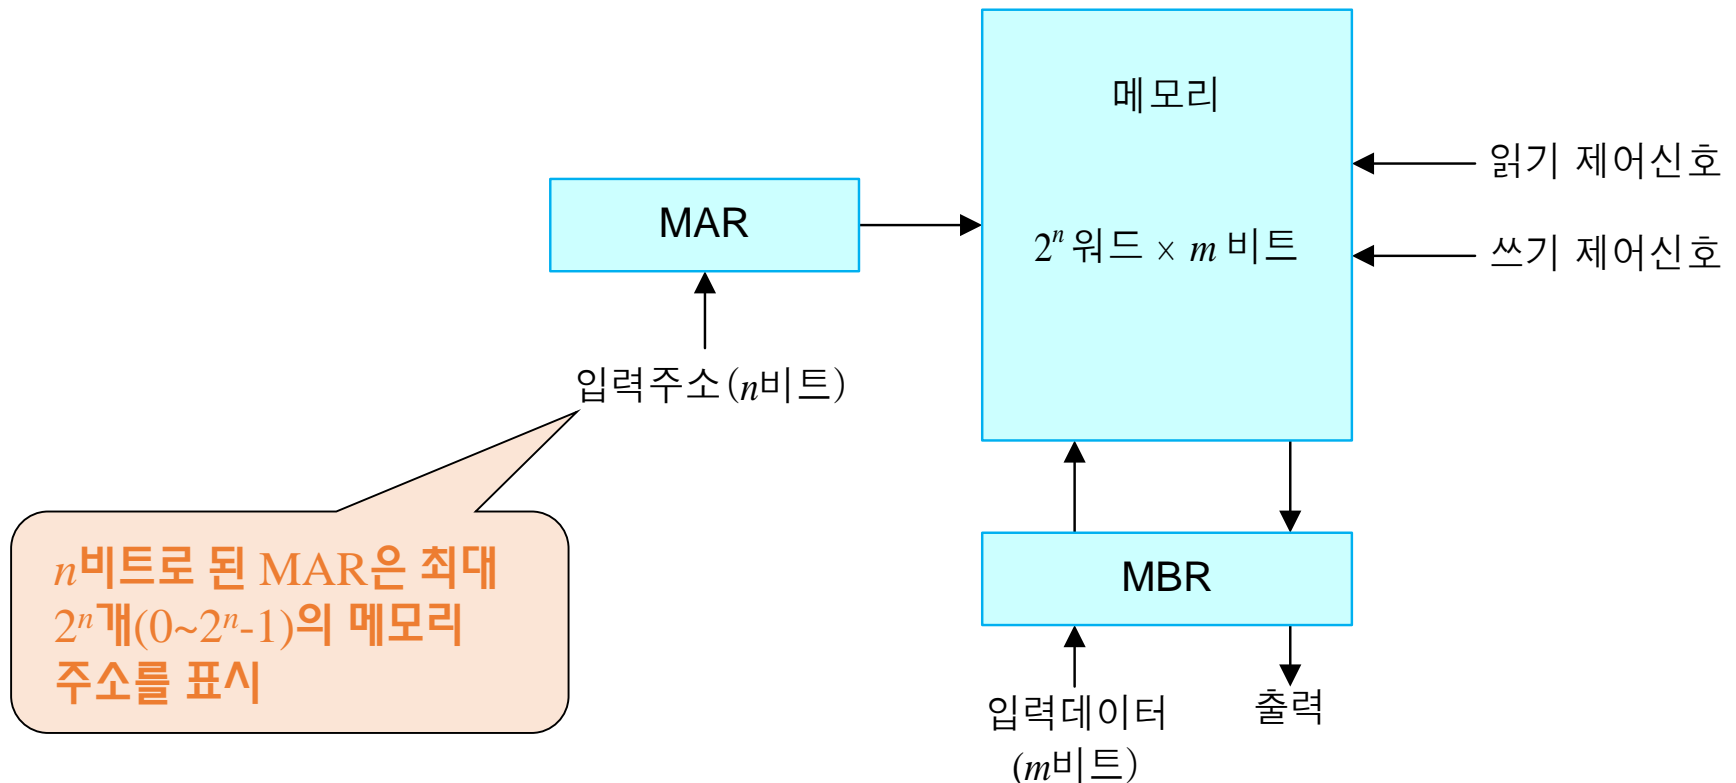 메모리
읽기 제어신호
MAR
2ⁿ 워드 × m 비트
쓰기 제어신호
입력주소(n비트)
n비트로 된 MAR은 최대
2ⁿ개(0~2ⁿ-1)의 메모리
주소를 표시
MBR
입력데이터
(m비트)
출력